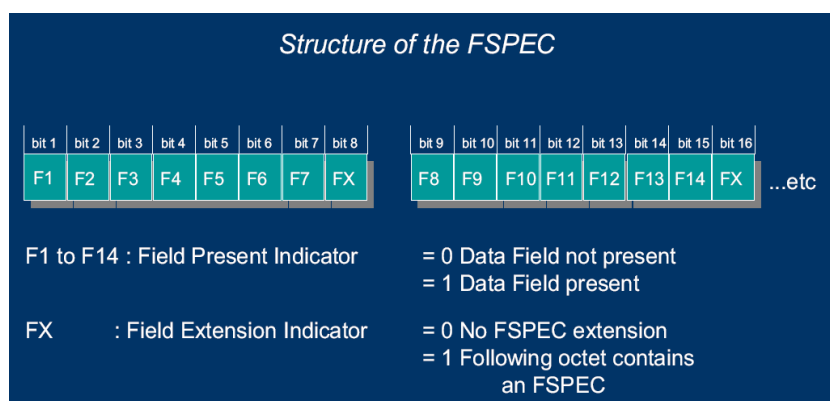 Structure of the FSPEC
bit 1 bit 2 bit 3 bit 4 bit 5 bit 6 bit 7 bit 8 bit 9 bit 10 bit 11 bit 12 bit 13 bit 14 bit 15 bit 16
F1 F2 F3 F4 F5 F6 F7 FX F8 F9 F10 F11 F12 F13 F14 FX ...etc
F1 to F14 : Field Present Indicator = 0 Data Field not present
= 1 Data Field present
FX : Field Extension Indicator = 0 No FSPEC extension
= 1 Following octet contains
an FSPEC